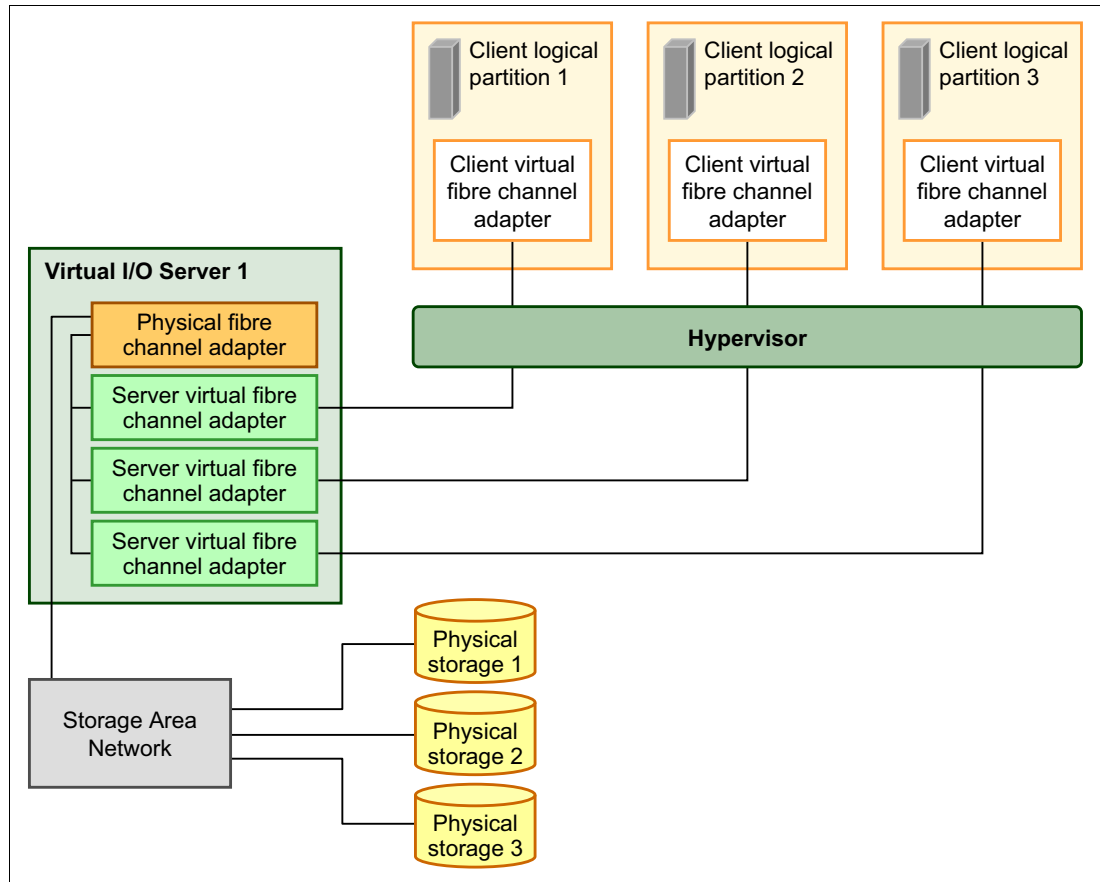 Client logical
partition 1
Client logical
partition 2
Client logical
partition 3
Client virtual
fibre channel
adapter
Client virtual
fibre channel
adapter
Client virtual
fibre channel
adapter
Virtual I/O Server 1
Physical fibre
channel adapter
Hypervisor
Server virtual fibre
channel adapter
Server virtual fibre
channel adapter
Server virtual fibre
channel adapter
Physical
storage 1
Storage Area
Network
Physical
storage 2
Physical
storage 3